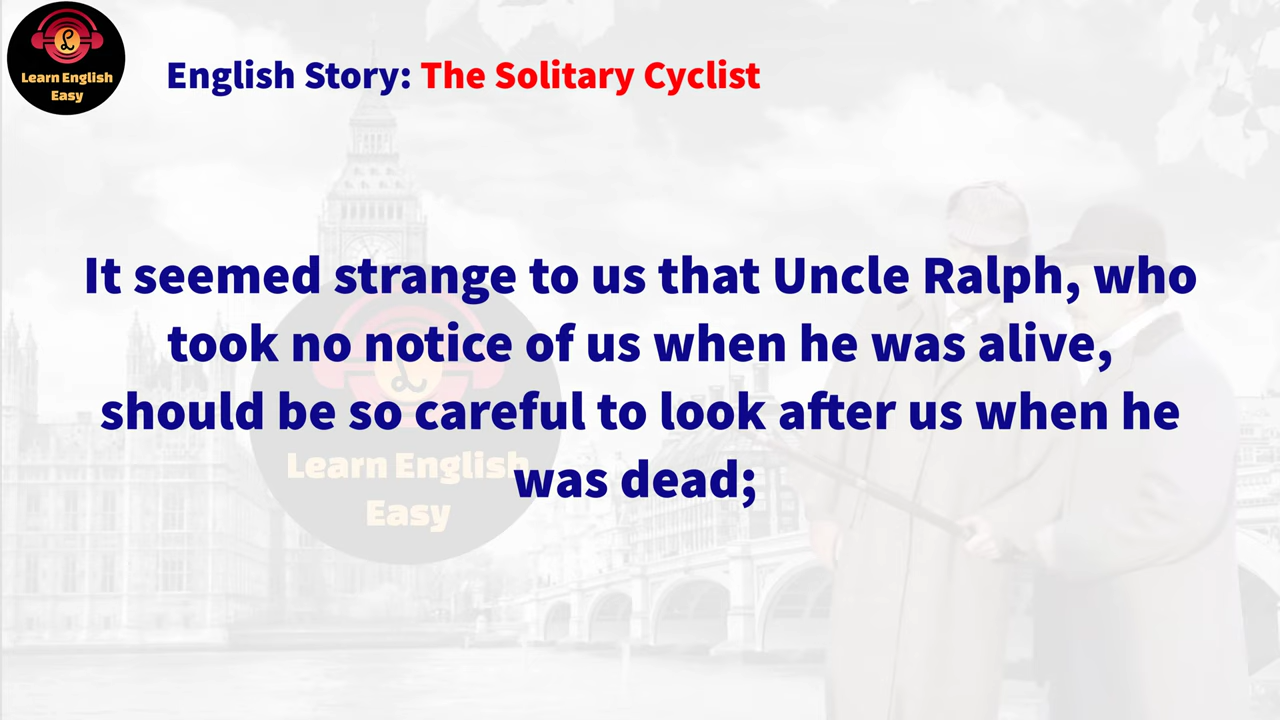 Learn English
Easy
English Story: The Solitary Cyclist
It seemed strange to us that Uncle Ralph, who
took no notice of us when he was alive,
should be so careful to look after us when he
was dead;
Learn English
Easy